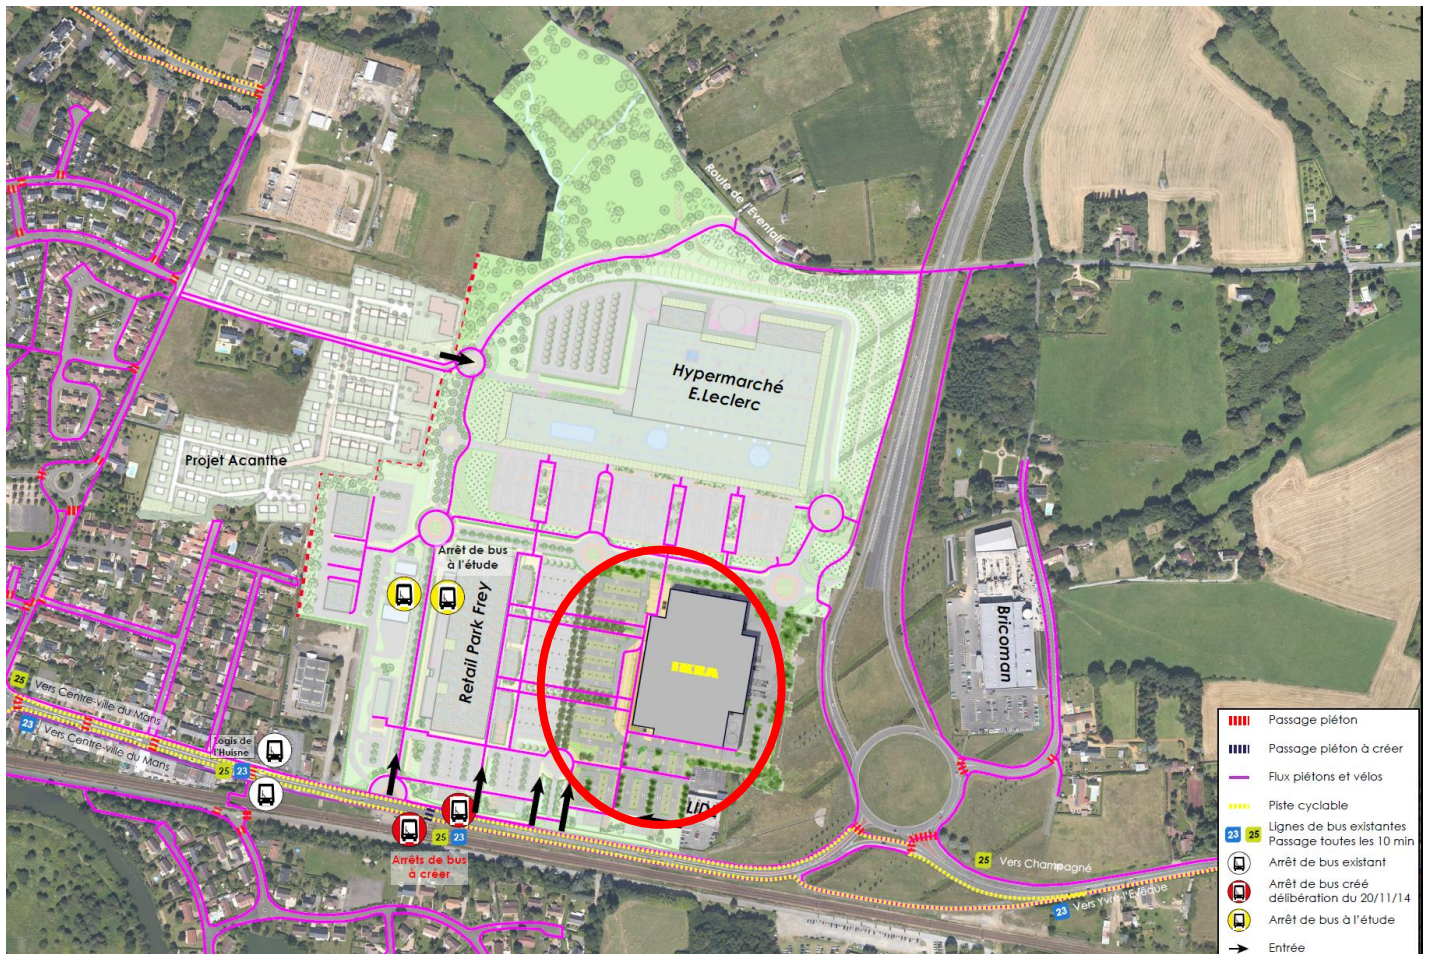 Route de l'Eventail
Hypermarché
E.Leclerc
Projet Acanthe
Arrêt de bus
à l'étude
Retail Park Frey
IKEA
Bricoman
25
Vers Centre-ville du Mans
23
Vers Centre-ville du Mans
Logis de
l'Huisne
25 23
LIDL
25 23
Arrêts de bus
à créer
25
Vers Champagné
23
Vers Yvré l'Evêque
Passage piéton
Passage piéton à créer
Flux piétons et vélos
Piste cyclable
23 25 Lignes de bus existantes
Passage toutes les 10 min
Arrêt de bus existant
Arrêt de bus créé
délibération du 20/11/14
Arrêt de bus à l'étude
Entrée